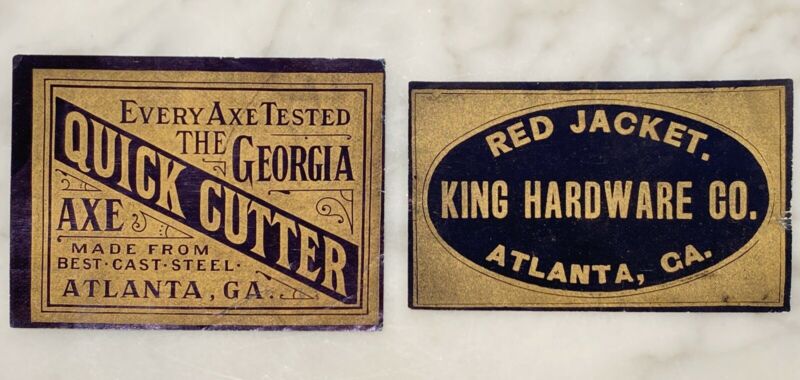 EVERY AXE TESTED
THE GEORGIA
QUICK CUTTER
AXE
MADE FROM
BEST · CAST · STEEL ·
ATLANTA, GA.
RED JACKET.
KING HARDWARE CO.
ATLANTA, GA.